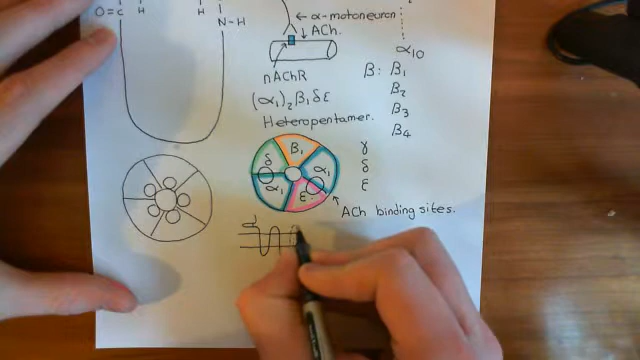 O=C H H
N-H
← α-motoneuron
↓ ACh.
nAChR
(α₁)₂β₁δε
Heteropentamer.
α₁₀
β: β₁
β₂
β₃
β₄
γ
δ
ε
δ β₁ α₁
α₁ ε
ACh binding sites.